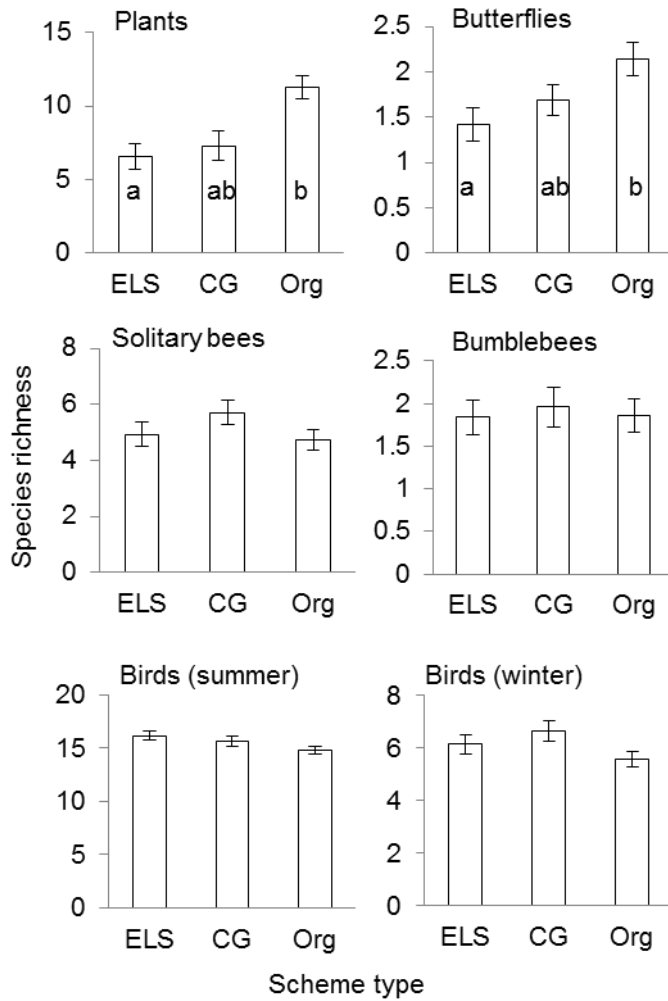 Plants
15
10
5
0
a
ab
b
ELS
CG
Org
Butterflies
2.5
2
1.5
1
0.5
0
a
ab
b
ELS
CG
Org
Species richness
Solitary bees
8
6
4
2
0
ELS
CG
Org
Bumblebees
2.5
2
1.5
1
0.5
0
ELS
CG
Org
Birds (summer)
20
15
10
5
0
ELS
CG
Org
Birds (winter)
8
6
4
2
0
ELS
CG
Org
Scheme type